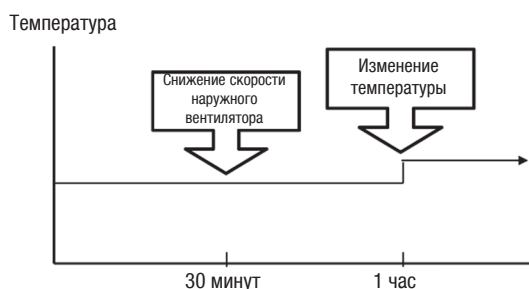 Температура
Снижение скорости
наружного
вентилятора
Изменение
температуры
30 минут
1 час